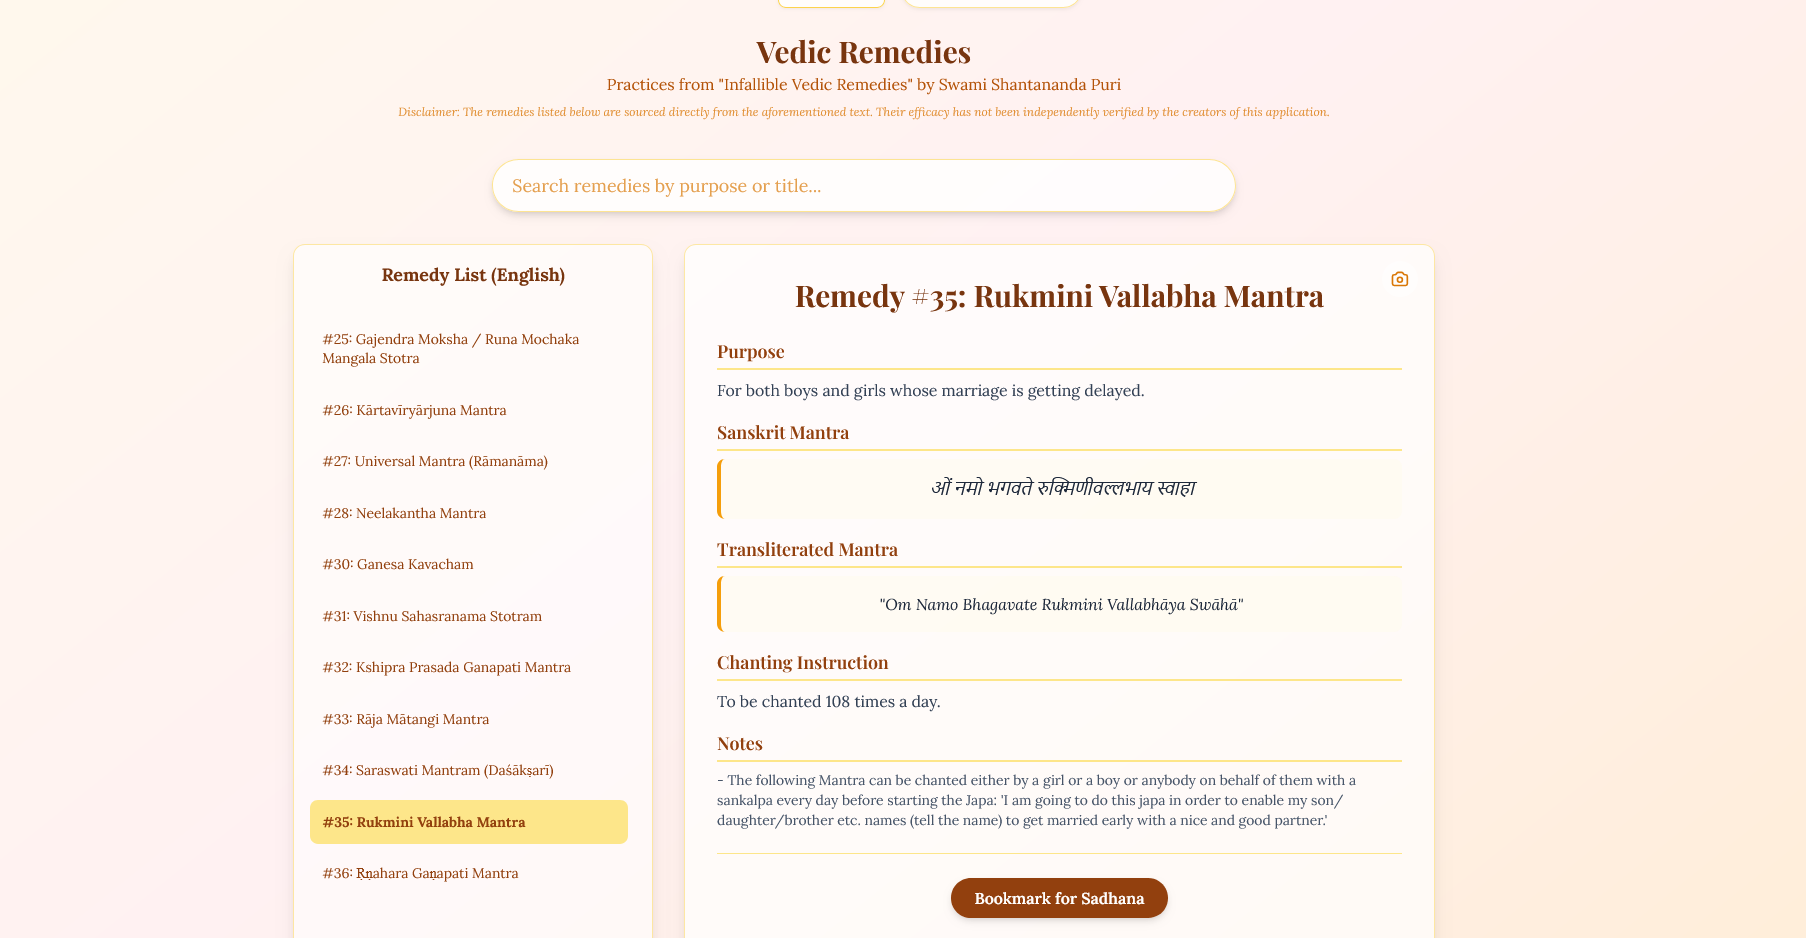 Vedic Remedies
Practices from "Infallible Vedic Remedies" by Swami Shantananda Puri
Disclaimer: The remedies listed below are sourced directly from the aforementioned text. Their efficacy has not been independently verified by the creators of this application.
Search remedies by purpose or title...
Remedy List (English)
#25: Gajendra Moksha / Runa Mochaka
Mangala Stotra
#26: Kārtavīryārjuna Mantra
#27: Universal Mantra (Rāmanāma)
#28: Neelakantha Mantra
#30: Ganesa Kavacham
#31: Vishnu Sahasranama Stotram
#32: Kshipra Prasada Ganapati Mantra
#33: Rāja Mātangi Mantra
#34: Saraswati Mantram (Daśākṣarī)
#35: Rukmini Vallabha Mantra
#36: Ṛṇahara Gaṇapati Mantra
Remedy #35: Rukmini Vallabha Mantra
Purpose
For both boys and girls whose marriage is getting delayed.
Sanskrit Mantra
ओं नमो भगवते रुक्मिणीवल्लभाय स्वाहा
Transliterated Mantra
"Om Namo Bhagavate Rukmini Vallabhāya Swāhā"
Chanting Instruction
To be chanted 108 times a day.
Notes
- The following Mantra can be chanted either by a girl or a boy or anybody on behalf of them with a
sankalpa every day before starting the Japa: 'I am going to do this japa in order to enable my son/
daughter/brother etc. names (tell the name) to get married early with a nice and good partner.'
Bookmark for Sadhana